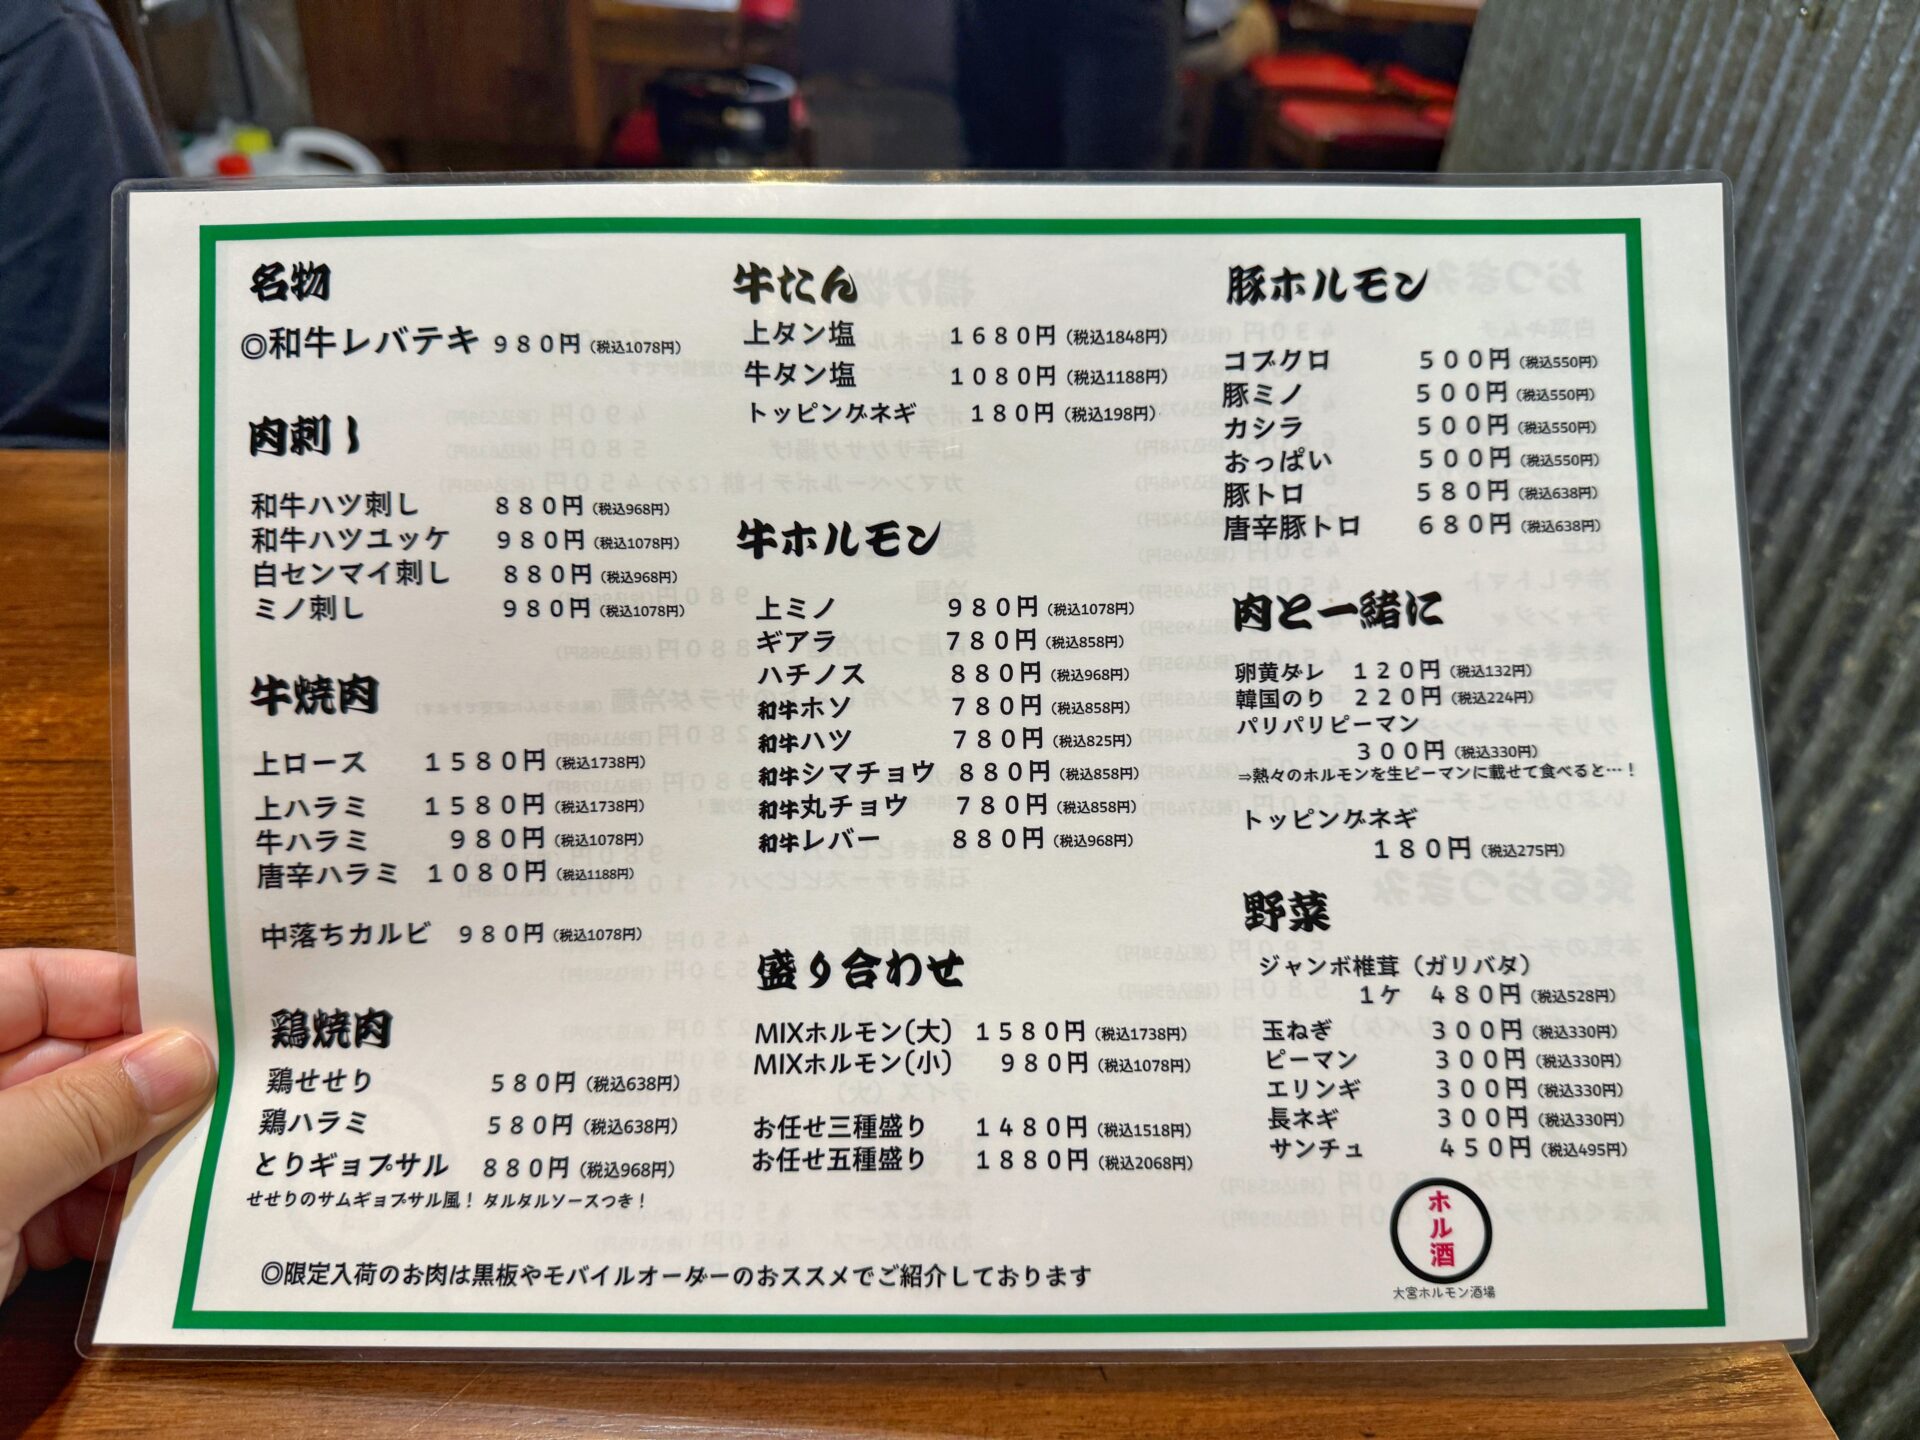 名物
◎和牛レバテキ 980円(税込1078円)
肉刺し
和牛ハツ刺し 880円(税込968円)
和牛ハツユッケ 980円(税込1078円)
白センマイ刺し 880円(税込968円)
ミノ刺し 980円(税込1078円)
牛焼肉
上ロース 1580円(税込1738円)
上ハラミ 1580円(税込1738円)
牛ハラミ 980円(税込1078円)
唐辛ハラミ 1080円(税込1188円)
中落ちカルビ 980円(税込1078円)
鶏焼肉
鶏せせり 580円(税込638円)
鶏ハラミ 580円(税込638円)
とりギョプサル 880円(税込968円)
せせりのサムギョプサル風！タルタルソースつき！
牛たん
上タン塩 1680円(税込1848円)
牛タン塩 1080円(税込1188円)
トッピングネギ 180円(税込198円)
牛ホルモン
上ミノ 980円(税込1078円)
ギアラ 780円(税込858円)
ハチノス 880円(税込968円)
和牛ホソ 780円(税込858円)
和牛ハツ 780円(税込825円)
和牛シマチョウ 880円(税込858円)
和牛丸チョウ 780円(税込858円)
和牛レバー 880円(税込968円)
盛り合わせ
MIXホルモン(大) 1580円(税込1738円)
MIXホルモン(小) 980円(税込1078円)
お任せ三種盛り 1480円(税込1518円)
お任せ五種盛り 1880円(税込2068円)
豚ホルモン
コブクロ 500円(税込550円)
豚ミノ 500円(税込550円)
カシラ 500円(税込550円)
おっぱい 500円(税込550円)
豚トロ 580円(税込638円)
唐辛豚トロ 680円(税込638円)
肉と一緒に
卵黄ダレ 120円(税込132円)
韓国のり 220円(税込224円)
パリパリピーマン
300円(税込330円)
⇒熱々のホルモンを生ピーマンに載せて食べると…！
トッピングネギ
180円(税込275円)
野菜
ジャンボ椎茸（ガリバタ）
1ケ 480円(税込528円)
玉ねぎ 300円(税込330円)
ピーマン 300円(税込330円)
エリンギ 300円(税込330円)
長ネギ 300円(税込330円)
サンチュ 450円(税込495円)
◎限定入荷のお肉は黒板やモバイルオーダーのおススメでご紹介しております
ホル酒
大宮ホルモン酒場